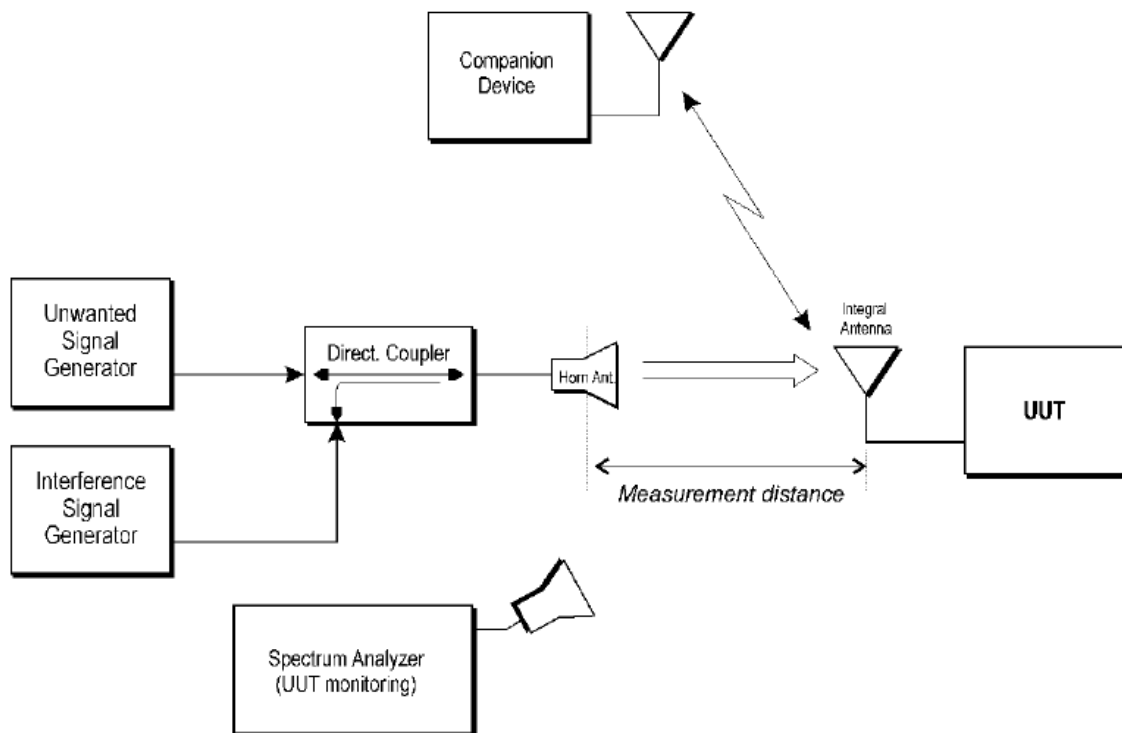 Companion
Device
Integral
Antenna
Unwanted
Signal
Generator
Direct. Coupler
Horn Ant.
UUT
Interference
Signal
Generator
Measurement distance
Spectrum Analyzer
(UUT monitoring)